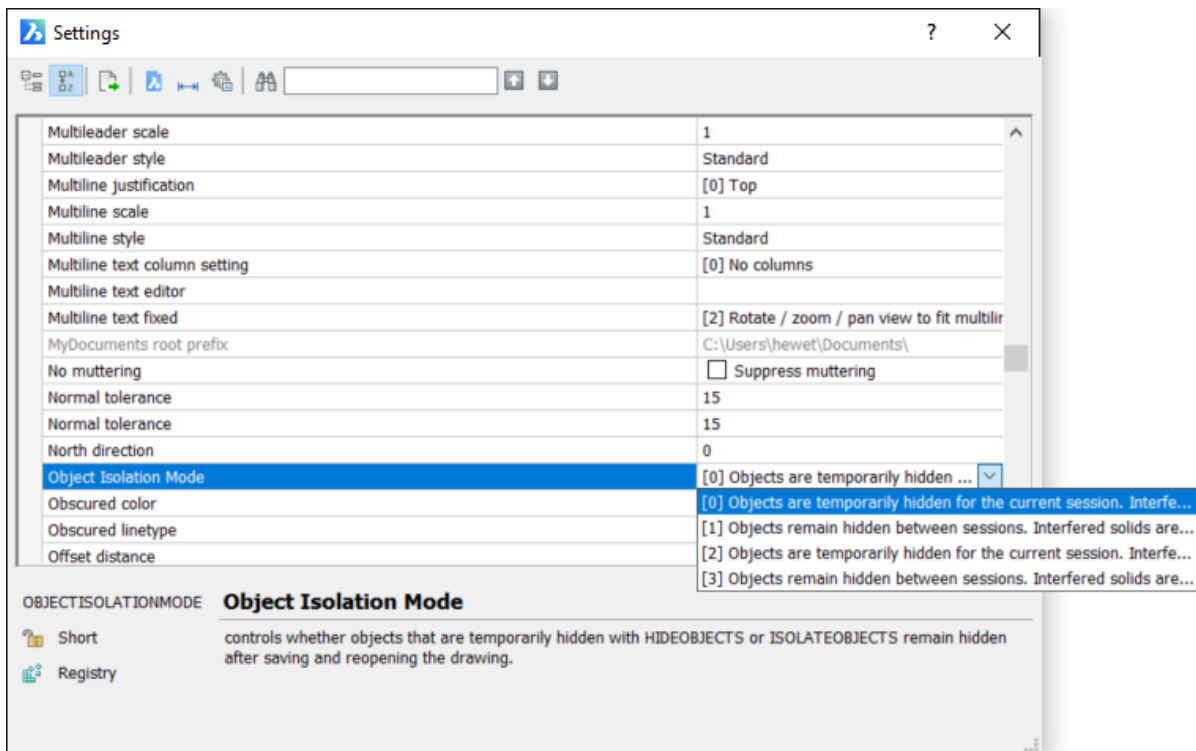 Settings
?
Multileader scale 1
Multileader style Standard
Multiline justification [0] Top
Multiline scale 1
Multiline style Standard
Multiline text column setting [0] No columns
Multiline text editor
Multiline text fixed [2] Rotate / zoom / pan view to fit multilin
MyDocuments root prefix C:\Users\hewet\Documents\
No muttering Suppress muttering
Normal tolerance 15
Normal tolerance 15
North direction 0
Object Isolation Mode [0] Objects are temporarily hidden ...
Obscured color [0] Objects are temporarily hidden for the current session. Interfe...
Obscured linetype [1] Objects remain hidden between sessions. Interfered solids are...
Offset distance [2] Objects are temporarily hidden for the current session. Interfe...
[3] Objects remain hidden between sessions. Interfered solids are...
OBJECTISOLATIONMODE Object Isolation Mode
Short controls whether objects that are temporarily hidden with HIDEOBJECTS or ISOLATEOBJECTS remain hidden
after saving and reopening the drawing.
Registry